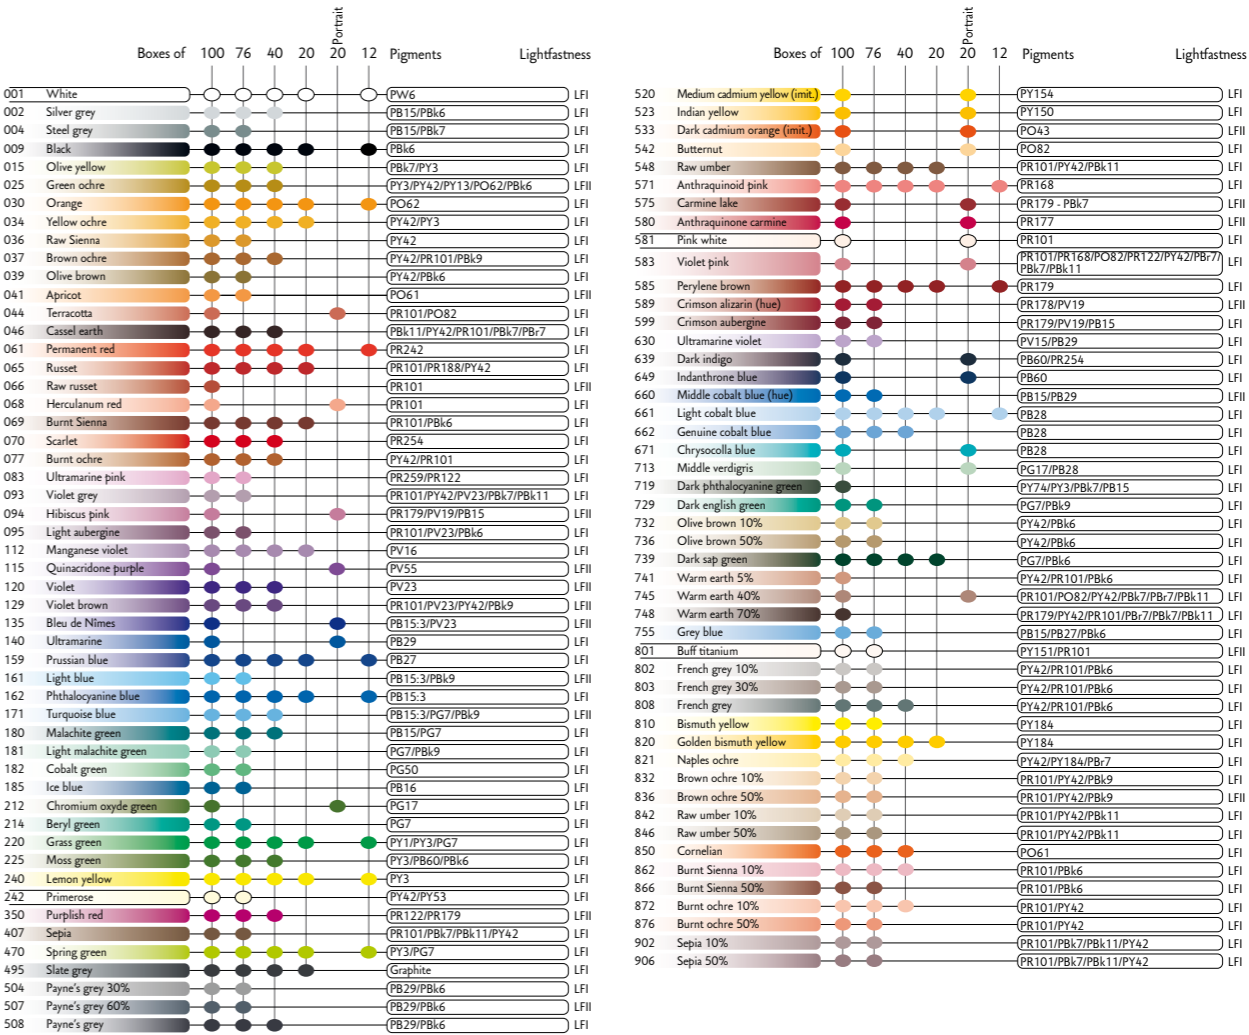 Portrait
Boxes of 100 76 40 20 20 12 Pigments Lightfastness
001 White PW6 LFI
002 Silver grey PB15/PBk6 LFI
004 Steel grey PB15/PBk7 LFI
009 Black PBk6 LFI
015 Olive yellow PBk7/PY3 LFI
025 Green ochre PY3/PY42/PY13/PO62/PBk6 LFII
030 Orange PO62 LFI
034 Yellow ochre PY42/PY3 LFI
036 Raw Sienna PY42 LFI
037 Brown ochre PY42/PR101/PBk9 LFI
039 Olive brown PY42/PBk6 LFI
041 Apricot PO61 LFII
044 Terracotta PR101/PO82 LFI
046 Cassel earth PBk11/PY42/PR101/PBk7/PBr7 LFI
061 Permanent red PR242 LFI
065 Russet PR101/PR188/PY42 LFI
066 Raw russet PR101 LFII
068 Herculanum red PR101 LFI
069 Burnt Sienna PR101/PBk6 LFI
070 Scarlet PR254 LFI
077 Burnt ochre PY42/PR101 LFI
083 Ultramarine pink PR259/PR122 LFI
093 Violet grey PR101/PY42/PV23/PBk7/PBk11 LFI
094 Hibiscus pink PR179/PV19/PB15 LFII
095 Light aubergine PR101/PV23/PBk6 LFI
112 Manganese violet PV16 LFI
115 Quinacridone purple PV55 LFII
120 Violet PV23 LFII
129 Violet brown PR101/PV23/PY42/PBk9 LFII
135 Bleu de Nîmes PB15:3/PV23 LFII
140 Ultramarine PB29 LFI
159 Prussian blue PB27 LFI
161 Light blue PB15:3/PBk9 LFII
162 Phthalocyanine blue PB15:3 LFI
171 Turquoise blue PB15:3/PG7/PBk9 LFII
180 Malachite green PB15/PG7 LFI
181 Light malachite green PG7/PBk9 LFI
182 Cobalt green PG50 LFI
185 Ice blue PB16 LFI
212 Chromium oxyde green PG17 LFI
214 Beryl green PG7 LFI
220 Grass green PY1/PY3/PG7 LFI
225 Moss green PY3/PB60/PBk6 LFI
240 Lemon yellow PY3 LFI
242 Primerose PY42/PY53 LFI
350 Purplish red PR122/PR179 LFII
407 Sepia PR101/PBk7/PBk11/PY42 LFI
470 Spring green PY3/PG7 LFI
495 Slate grey Graphite LFI
504 Payne's grey 30% PB29/PBk6 LFI
507 Payne's grey 60% PB29/PBk6 LFII
508 Payne's grey PB29/PBk6 LFI
Portrait
Boxes of 100 76 40 20 20 12 Pigments Lightfastness
520 Medium cadmium yellow (imit.) PY154 LFI
523 Indian yellow PY150 LFI
533 Dark cadmium orange (imit.) PO43 LFII
542 Butternut PO82 LFI
548 Raw umber PR101/PY42/PBk11 LFI
571 Anthraquinoid pink PR168 LFI
575 Carmine lake PR179 - PBk7 LFII
580 Anthraquinone carmine PR177 LFII
581 Pink white PR101 LFI
583 Violet pink PR101/PR168/PO82/PR122/PY42/PBr7/
PBk7/PBk11 LFI
585 Perylene brown PR179 LFI
589 Crimson alizarin (hue) PR178/PV19 LFII
599 Crimson aubergine PR179/PV19/PB15 LFI
630 Ultramarine violet PV15/PB29 LFI
639 Dark indigo PB60/PR254 LFI
649 Indanthrone blue PB60 LFI
660 Middle cobalt blue (hue) PB15/PB29 LFII
661 Light cobalt blue PB28 LFI
662 Genuine cobalt blue PB28 LFI
671 Chrysocolla blue PB28 LFI
713 Middle verdigris PG17/PB28 LFI
719 Dark phthalocyanine green PY74/PY3/PBk7/PB15 LFI
729 Dark english green PG7/PBk9 LFI
732 Olive brown 10% PY42/PBk6 LFI
736 Olive brown 50% PY42/PBk6 LFI
739 Dark sap green PG7/PBk6 LFI
741 Warm earth 5% PY42/PR101/PBk6 LFI
745 Warm earth 40% PR101/PO82/PY42/PBk7/PBr7/PBk11 LFI
748 Warm earth 70% PR179/PY42/PR101/PBr7/PBk7/PBk11 LFI
755 Grey blue PB15/PB27/PBk6 LFI
801 Buff titanium PY151/PR101 LFII
802 French grey 10% PY42/PR101/PBk6 LFI
803 French grey 30% PY42/PR101/PBk6 LFI
808 French grey PY42/PR101/PBk6 LFI
810 Bismuth yellow PY184 LFI
820 Golden bismuth yellow PY184 LFI
821 Naples ochre PY42/PY184/PBr7 LFI
832 Brown ochre 10% PR101/PY42/PBk9 LFI
836 Brown ochre 50% PR101/PY42/PBk9 LFII
842 Raw umber 10% PR101/PY42/PBk11 LFI
846 Raw umber 50% PR101/PY42/PBk11 LFI
850 Cornelian PO61 LFI
862 Burnt Sienna 10% PR101/PBk6 LFI
866 Burnt Sienna 50% PR101/PBk6 LFI
872 Burnt ochre 10% PR101/PY42 LFI
876 Burnt ochre 50% PR101/PY42 LFI
902 Sepia 10% PR101/PBk7/PBk11/PY42 LFI
906 Sepia 50% PR101/PBk7/PBk11/PY42 LFI